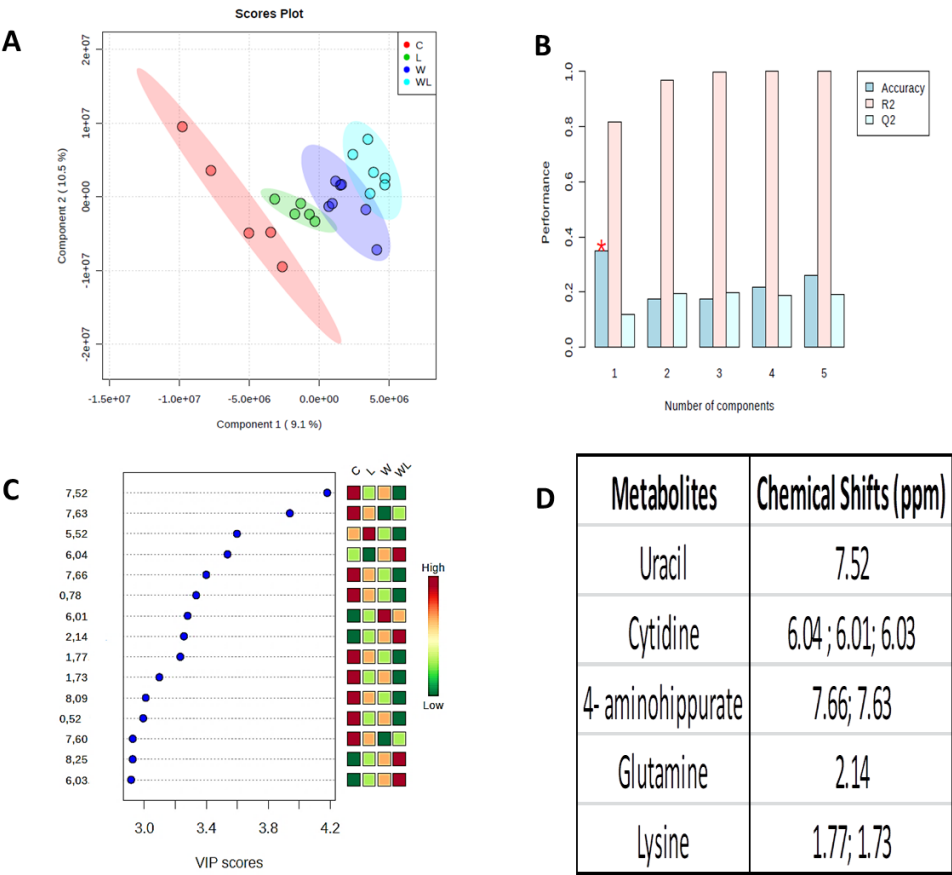 A
Scores Plot
C
L
W
WL
2e+07
1e+07
0e+00
-1e+07
-2e+07
Component 2 ( 10.5 %)
-1.5e+07 -1.0e+07 -5.0e+06 0.0e+00 5.0e+06
Component 1 ( 9.1 %)
B
Accuracy
R2
Q2
1.0
0.8
0.6
0.4
0.2
0.0
Performance
*
1 2 3 4 5
Number of components
C
C L W WL
7,52
7,63
5,52
6,04
7,66
0,78
6,01
2,14
1,77
1,73
8,09
0,52
7,60
8,25
6,03
High
Low
3.0 3.4 3.8 4.2
VIP scores
D
Metabolites Chemical Shifts (ppm)
Uracil 7.52
Cytidine 6.04 ; 6.01; 6.03
4- aminohippurate 7.66; 7.63
Glutamine 2.14
Lysine 1.77; 1.73